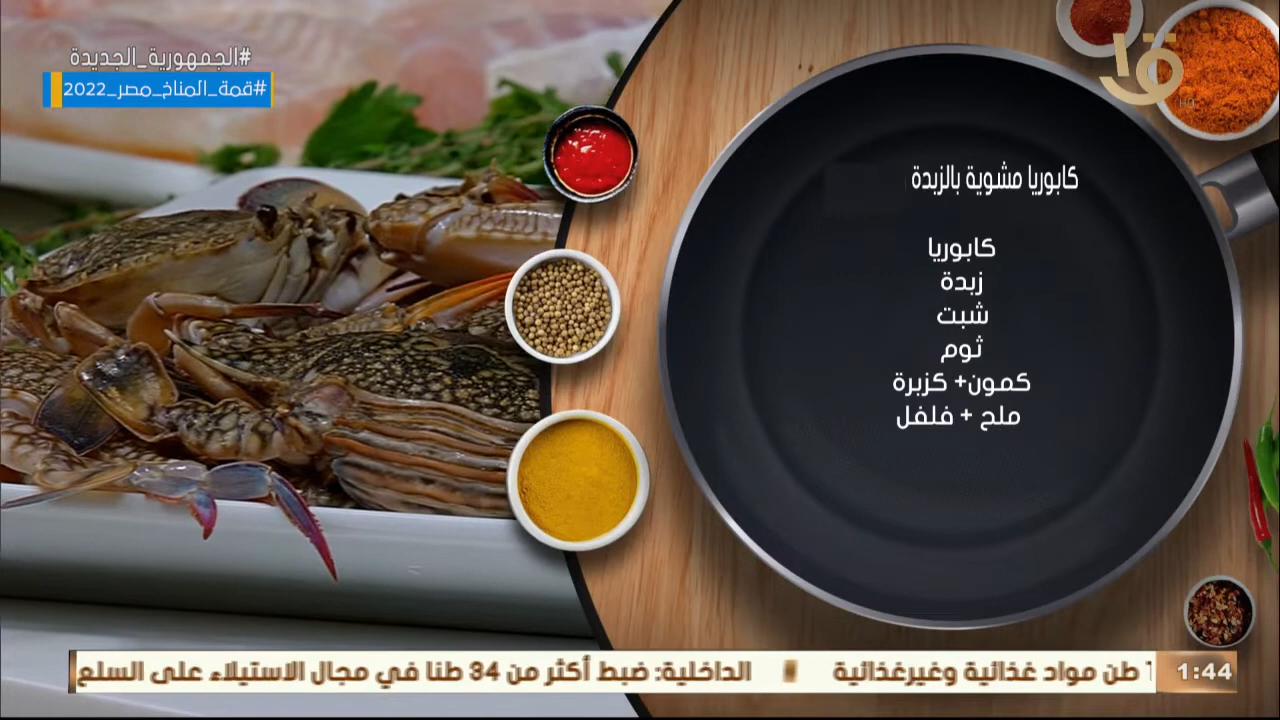 #الجمهورية_الجديدة
#قمة_المناخ_مصر_2022
كابوريا مشوية بالزبدة
كابوريا
زبدة
شبت
ثوم
كمون+ كزبرة
ملح + فلفل
طن مواد غذائية وغيرغذائية
الداخلية: ضبط أكثر من 34 طنا في مجال الاستيلاء على السلع
1:44